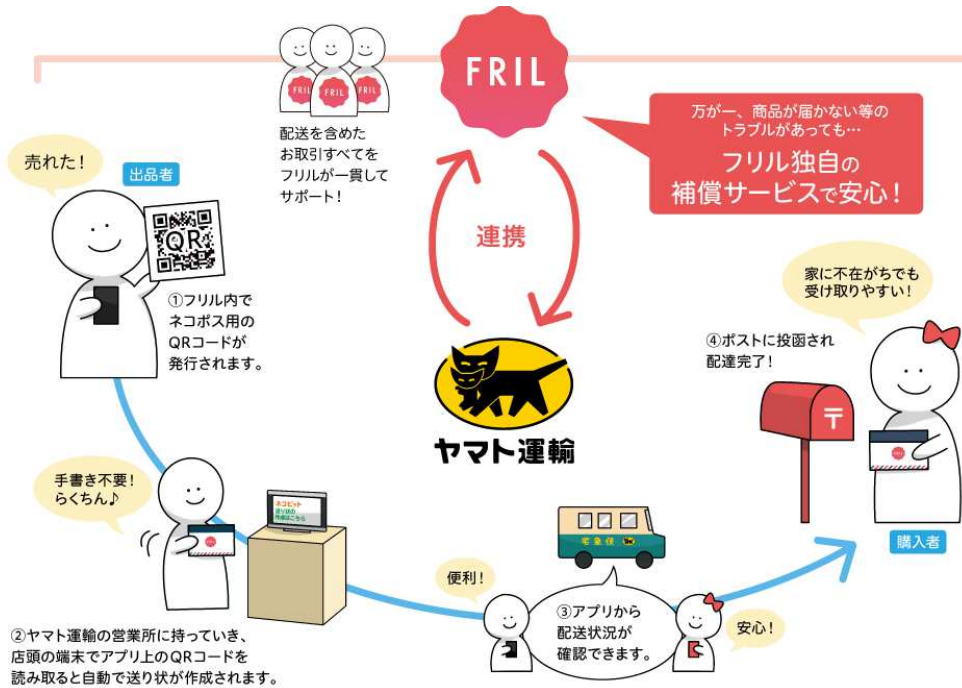 FRIL
FRIL
FRIL
FRIL
配送を含めた
お取引すべてを
フリルが一貫して
サポート！
万が一、商品が届かない等の
トラブルがあっても…
フリル独自の
補償サービスで安心！
連携
ヤマト運輸
売れた！
出品者
QR
①フリル内で
ネコポス用の
QRコードが
発行されます。
手書き不要！
らくちん♪
ネコピット
送り状の
作成はこちら
②ヤマト運輸の営業所に持っていき、
店頭の端末でアプリ上のQRコードを
読み取ると自動で送り状が作成されます。
便利！
宅急便
③アプリから
配送状況が
確認できます。
安心！
家に不在がちでも
受け取りやすい！
④ポストに投函され
配達完了！
〒
購入者